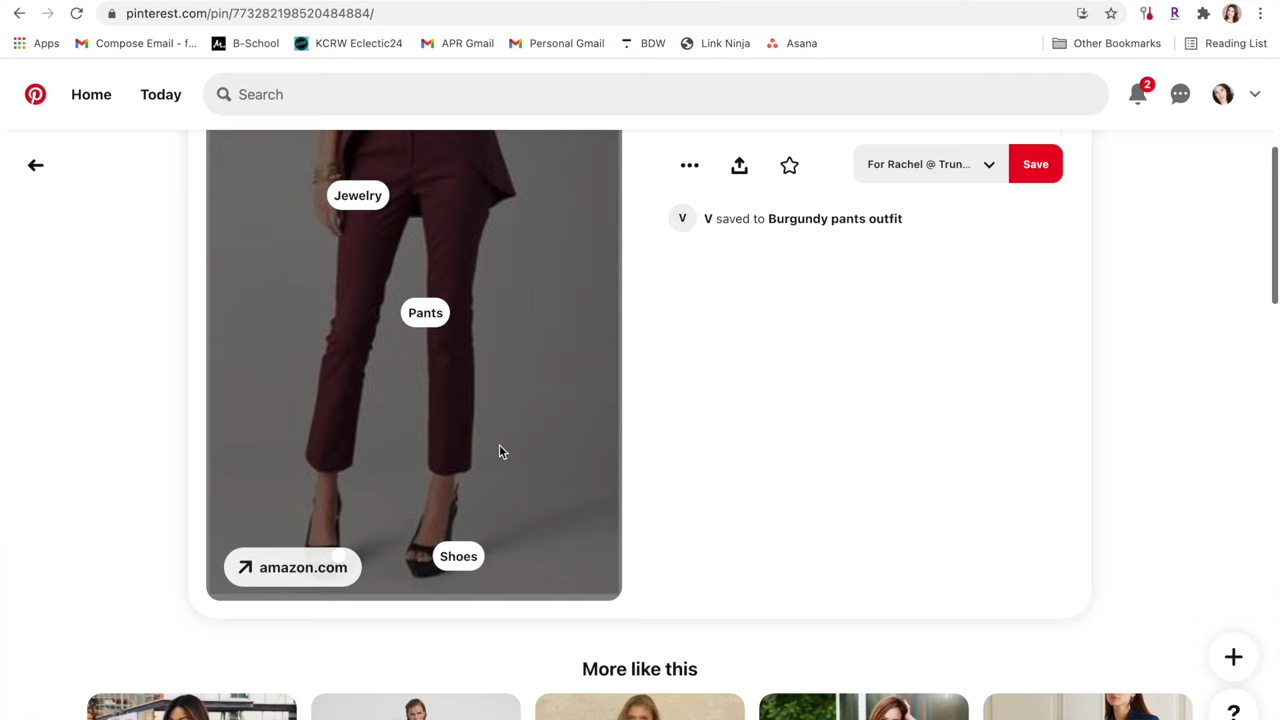 pinterest.com/pin/773282198520484884/
Apps
Compose Email - f...
B-School
KCRW Eclectic24
APR Gmail
Personal Gmail
BDW
Link Ninja
Asana
Other Bookmarks
Reading List
Home
Today
Search
2
For Rachel @ Trun...
Save
Jewelry
V
V saved to Burgundy pants outfit
Pants
Shoes
amazon.com
More like this
+
?